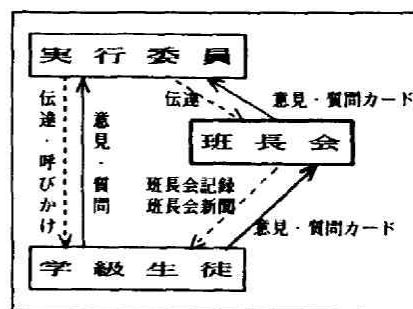 実行委員
伝達
意見・質問カード
伝達・呼びかけ
意見・質問
班長会
班長会記録
班長会新聞
意見・質問カード
学級生徒